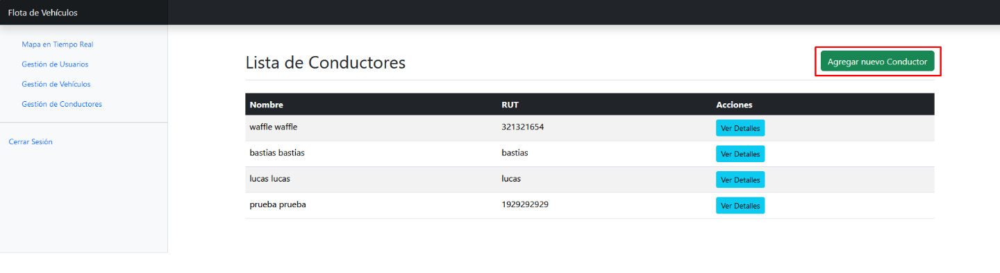 Flota de Vehículos
Mapa en Tiempo Real
Gestión de Usuarios
Gestión de Vehículos
Gestión de Conductores
Cerrar Sesión
Lista de Conductores
Agregar nuevo Conductor
Nombre RUT Acciones
waffle waffle 321321654 Ver Detalles
bastias bastias bastias Ver Detalles
lucas lucas lucas Ver Detalles
prueba prueba 1929292929 Ver Detalles